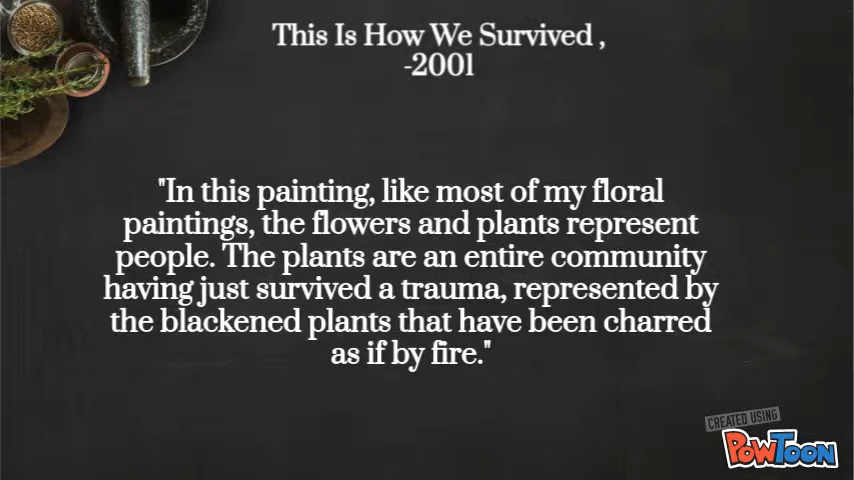 This Is How We Survived ,
-2001
"In this painting, like most of my floral
paintings, the flowers and plants represent
people. The plants are an entire community
having just survived a trauma, represented by
the blackened plants that have been charred
as if by fire."
CREATED USING
POWTOON